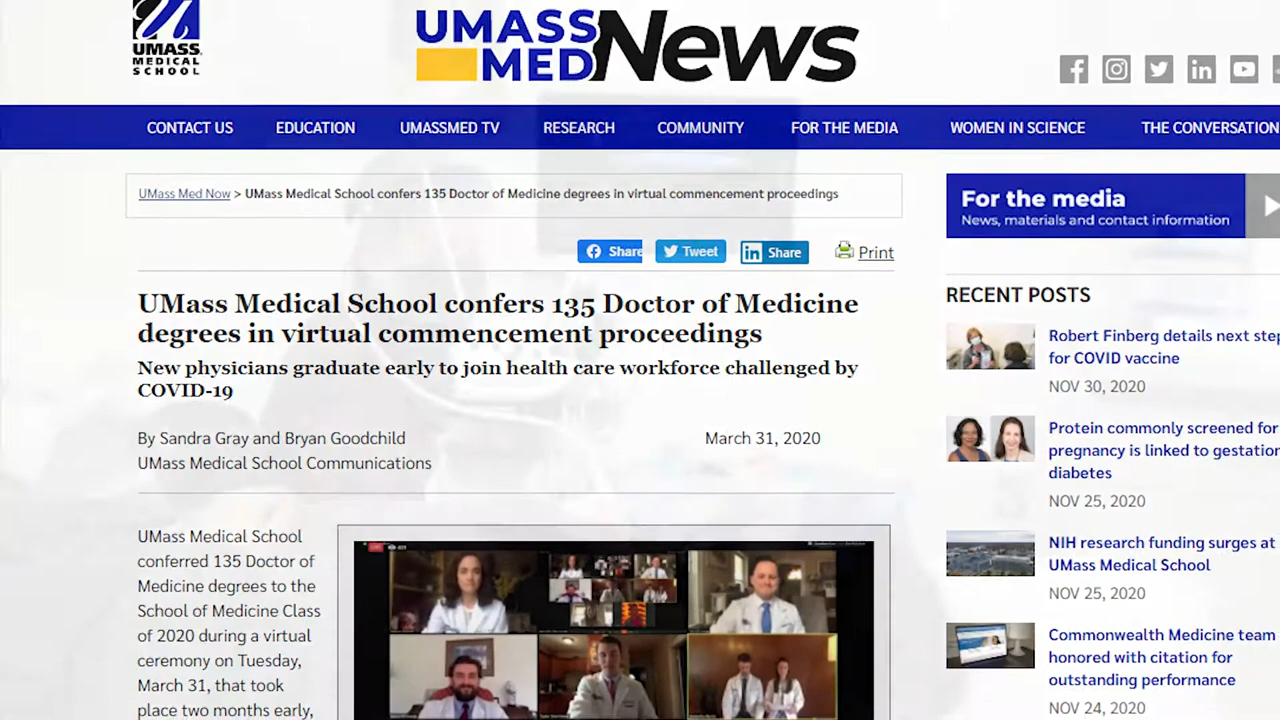 UMASS
MEDICAL
SCHOOL
UMASS
MED
News
CONTACT US
EDUCATION
UMASSMED TV
RESEARCH
COMMUNITY
FOR THE MEDIA
WOMEN IN SCIENCE
THE CONVERSATION
UMass Med Now > UMass Medical School confers 135 Doctor of Medicine degrees in virtual commencement proceedings
Share
Tweet
in Share
Print
UMass Medical School confers 135 Doctor of Medicine
degrees in virtual commencement proceedings
New physicians graduate early to join health care workforce challenged by
COVID-19
By Sandra Gray and Bryan Goodchild
March 31, 2020
UMass Medical School Communications
UMass Medical School
conferred 135 Doctor of
Medicine degrees to the
School of Medicine Class
of 2020 during a virtual
ceremony on Tuesday,
March 31, that took
place two months early,
For the media
News, materials and contact information
RECENT POSTS
Robert Finberg details next step
for COVID vaccine
NOV 30, 2020
Protein commonly screened for
pregnancy is linked to gestation
diabetes
NOV 25, 2020
NIH research funding surges at
UMass Medical School
NOV 25, 2020
Commonwealth Medicine team
honored with citation for
outstanding performance
NOV 24, 2020